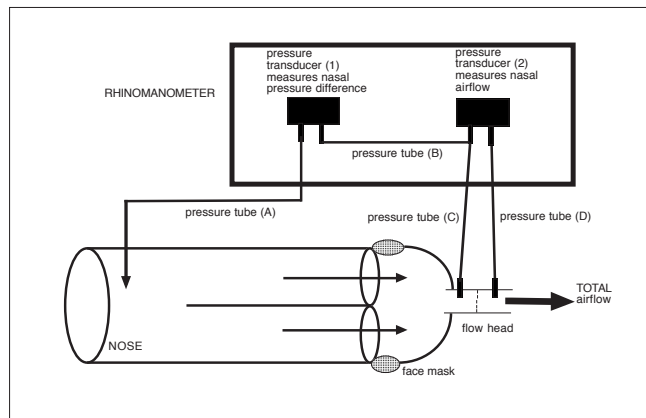 pressure
transducer (1)
measures nasal
pressure difference
pressure
transducer (2)
measures nasal
airflow
RHINOMANOMETER
pressure tube (B)
pressure tube (A)
pressure tube (C)
pressure tube (D)
TOTAL
airflow
flow head
NOSE
face mask